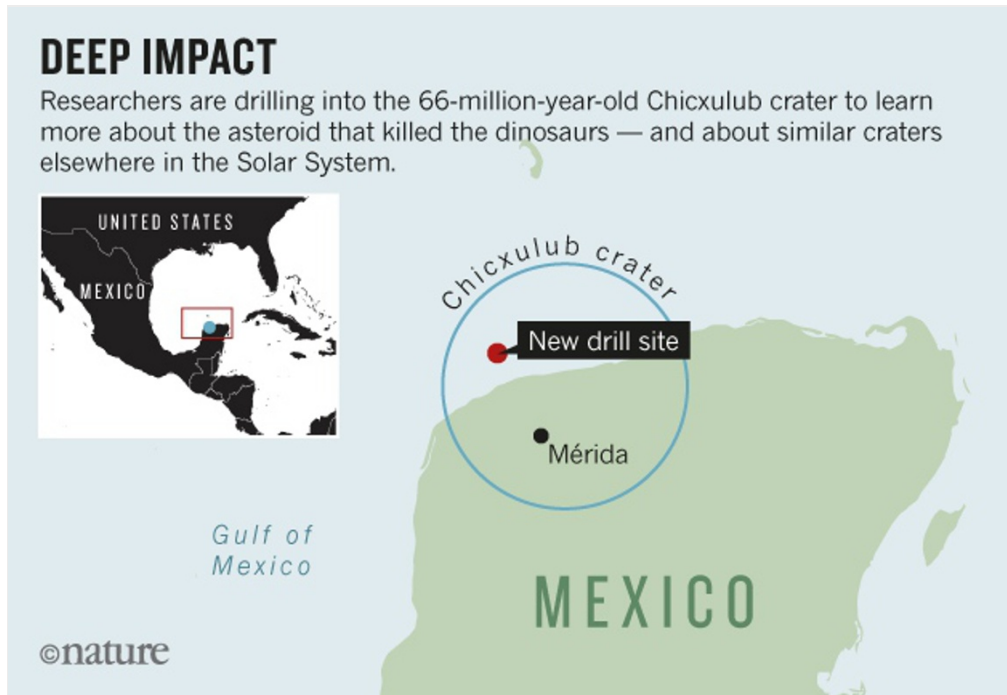 DEEP IMPACT
Researchers are drilling into the 66-million-year-old Chicxulub crater to learn
more about the asteroid that killed the dinosaurs — and about similar craters
elsewhere in the Solar System.
UNITED STATES
MEXICO
Chicxulub crater
New drill site
Mérida
Gulf of
Mexico
MEXICO
©nature